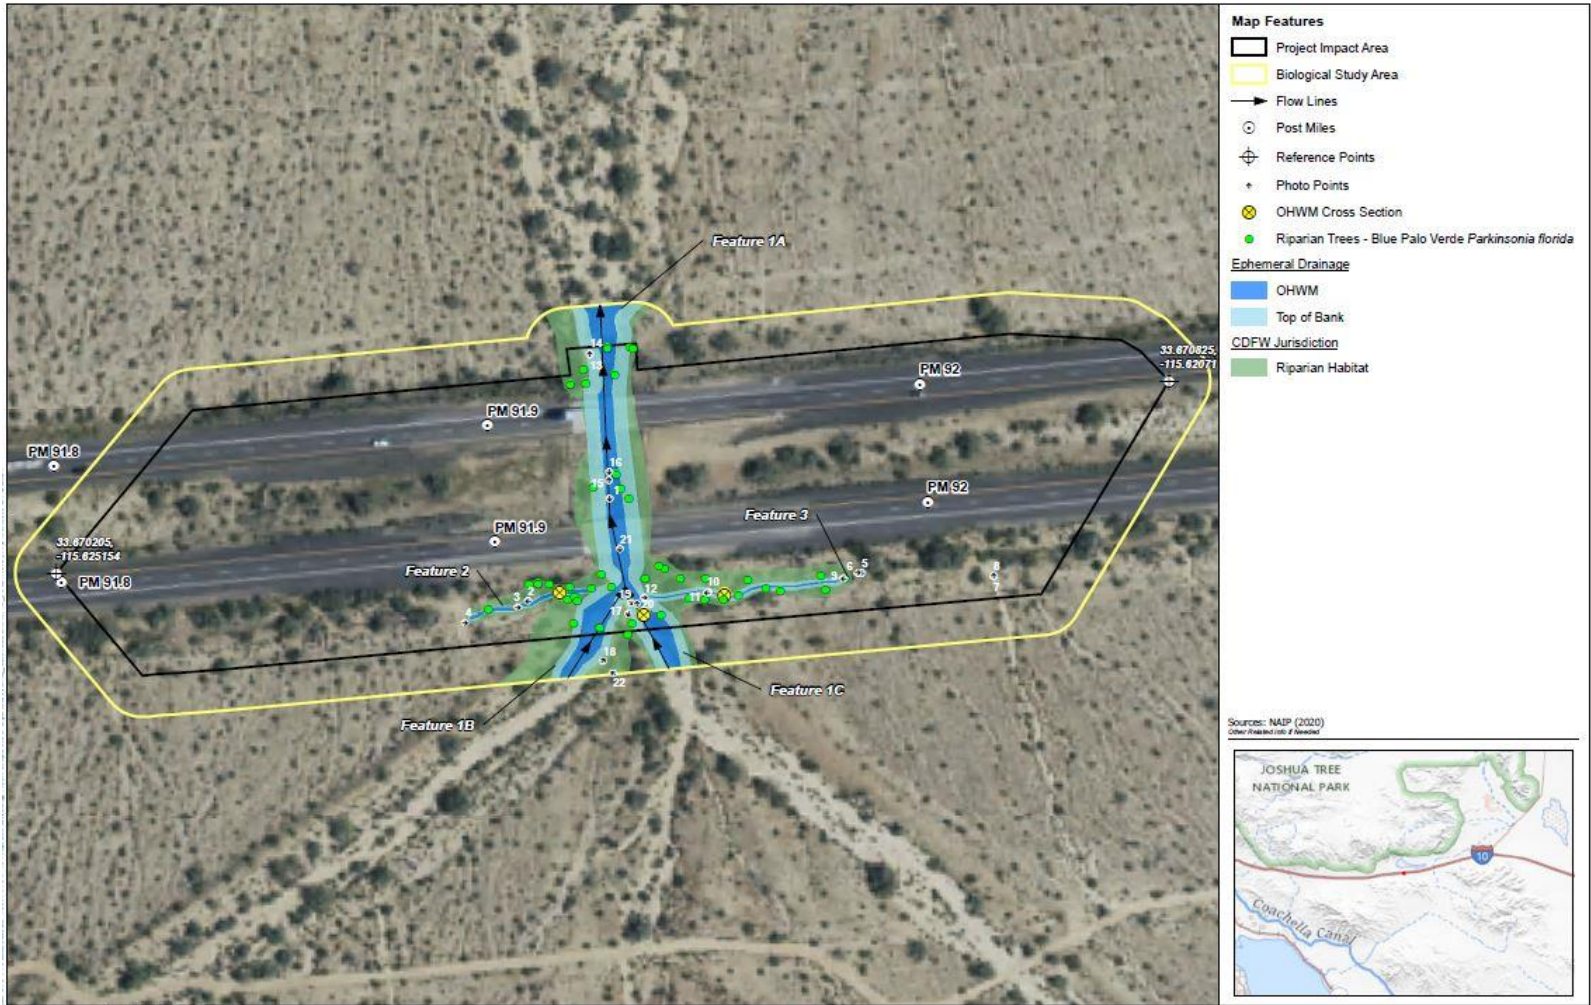 Feature 1A
14
13
33.670825,
-115.62071
PM 92
PM 91.9
PM 91.8
16
15
1
PM 92
Feature 3
PM 91.9
21
33.670205,
-115.625154
PM 91.8
Feature 2
6
5
9
8
7
10
11
12
19
20
17
2
3
4
18
22
Feature 1C
Feature 1B
Map Features
Project Impact Area
Biological Study Area
Flow Lines
Post Miles
Reference Points
Photo Points
OHWM Cross Section
Riparian Trees - Blue Palo Verde Parkinsonia florida
Ephemeral Drainage
OHWM
Top of Bank
CDFW Jurisdiction
Riparian Habitat
Sources: NAIP (2020)
Other Related Info if Needed
JOSHUA TREE
NATIONAL PARK
10
Coachella Canal